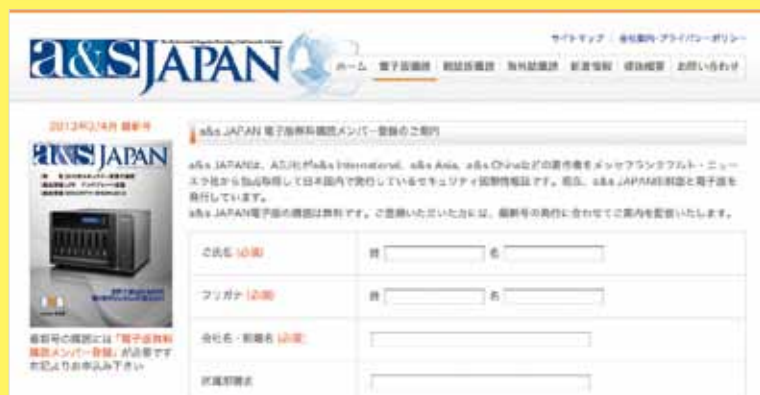 サイトマップ 会社案内・プライバシーポリシー
a&S JAPAN
ホーム 電子版購読 雑誌版購読 海外誌購読 新着情報 媒体概要 お問い合わせ
2013年3/4月 最新号
a&s JAPAN 電子版無料購読メンバー登録のご案内
a&S JAPAN
a&s JAPANは、ASJ社がa&s International、a&s Asia、a&s Chinaなどの著作権をメッセフランクフルト・ニュー
エラ社から独占取得して日本国内で発行しているセキュリティ国際情報誌です。現在、a&s JAPANは印刷版と電子版を
発行しています。
a&s JAPAN電子版の購読は無料です。ご登録いただいた方には、最新号の発行に合わせてご案内を配信いたします。
ご氏名 (必須) 姓 名
フリガナ (必須) 姓 名
会社名・組織名 (必須)
所属部署名
最新号の購読には「電子版無料
購読メンバー登録」が必要です
右記よりお申込み下さい